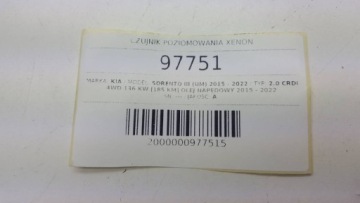 CZUJNIK POZIOMOWANIA XENON
97751
MARKA: KIA MODEL: SORENTO III (UM) 2015 - 2022 TYP: 2.0 CRDI
4WD 136 KW [185 KM] OLEJ NAPĘDOWY 2015 - 2022
JAKOŚĆ: A
2000000977515